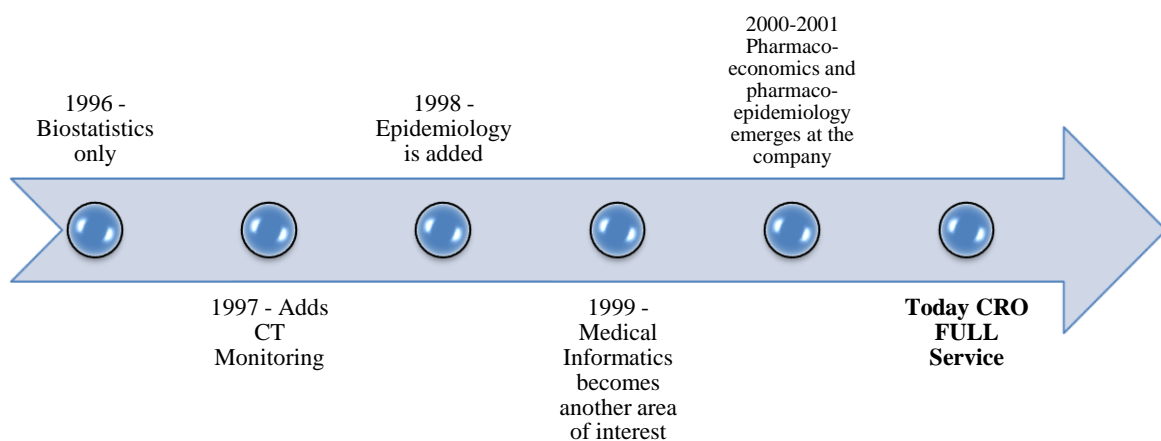 1996 -
Biostatistics
only
1997 - Adds
CT
Monitoring
1998 -
Epidemiology
is added
1999 -
Medical
Informatics
becomes
another area
of interest
2000-2001
Pharmaco-
economics and
pharmaco-
epidemiology
emerges at the
company
Today CRO
FULL
Service